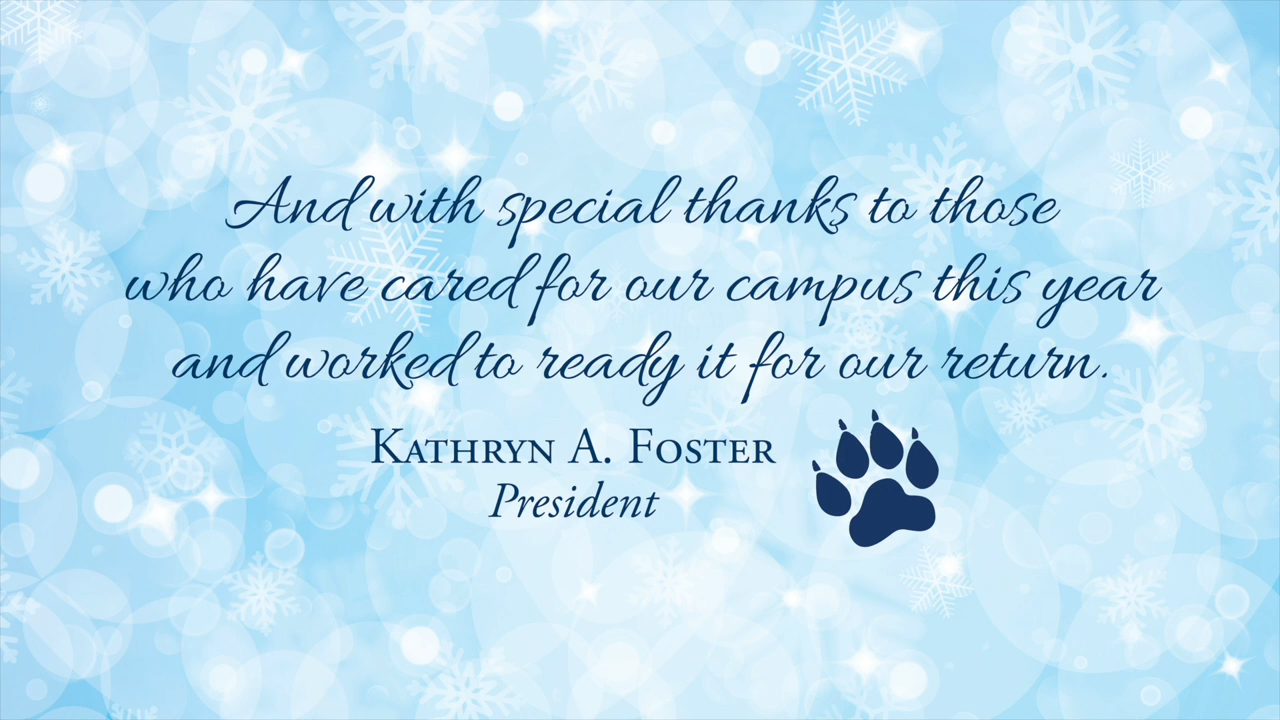 And with special thanks to those
who have cared for our campus this year
and worked to ready it for our return.
Kathryn A. Foster
President